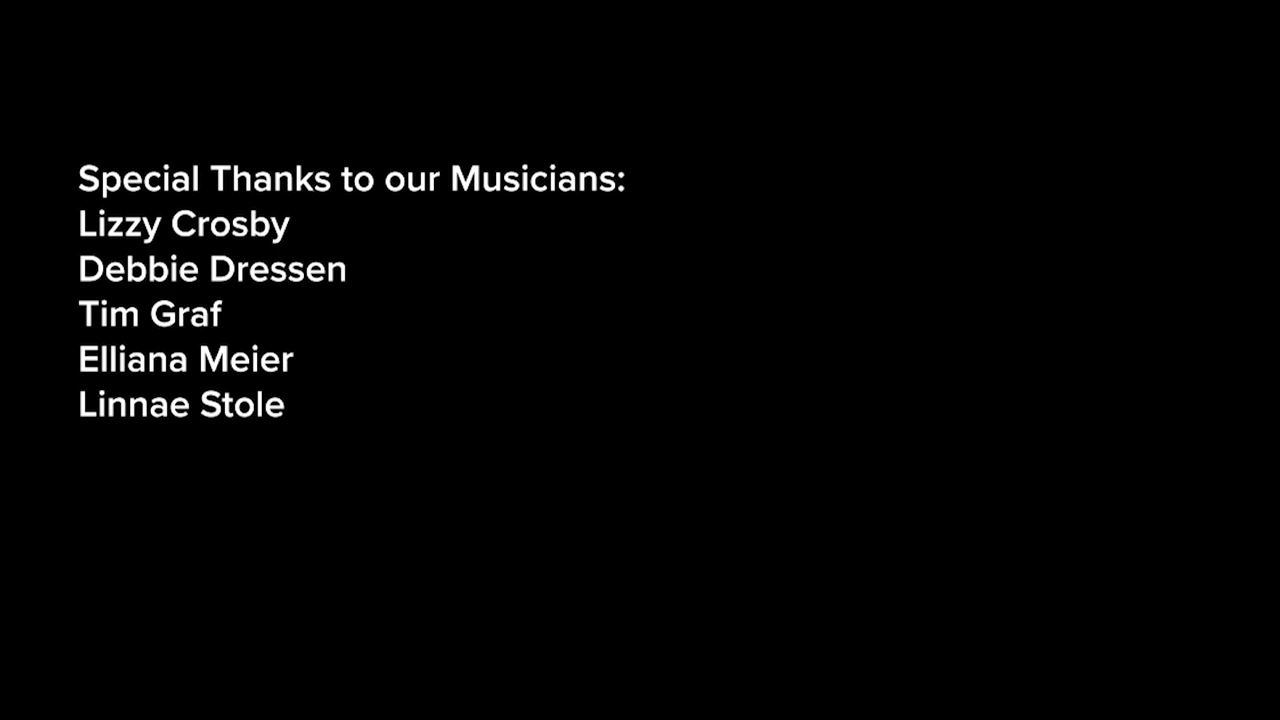 Special Thanks to our Musicians:
Lizzy Crosby
Debbie Dressen
Tim Graf
Elliana Meier
Linnae Stole